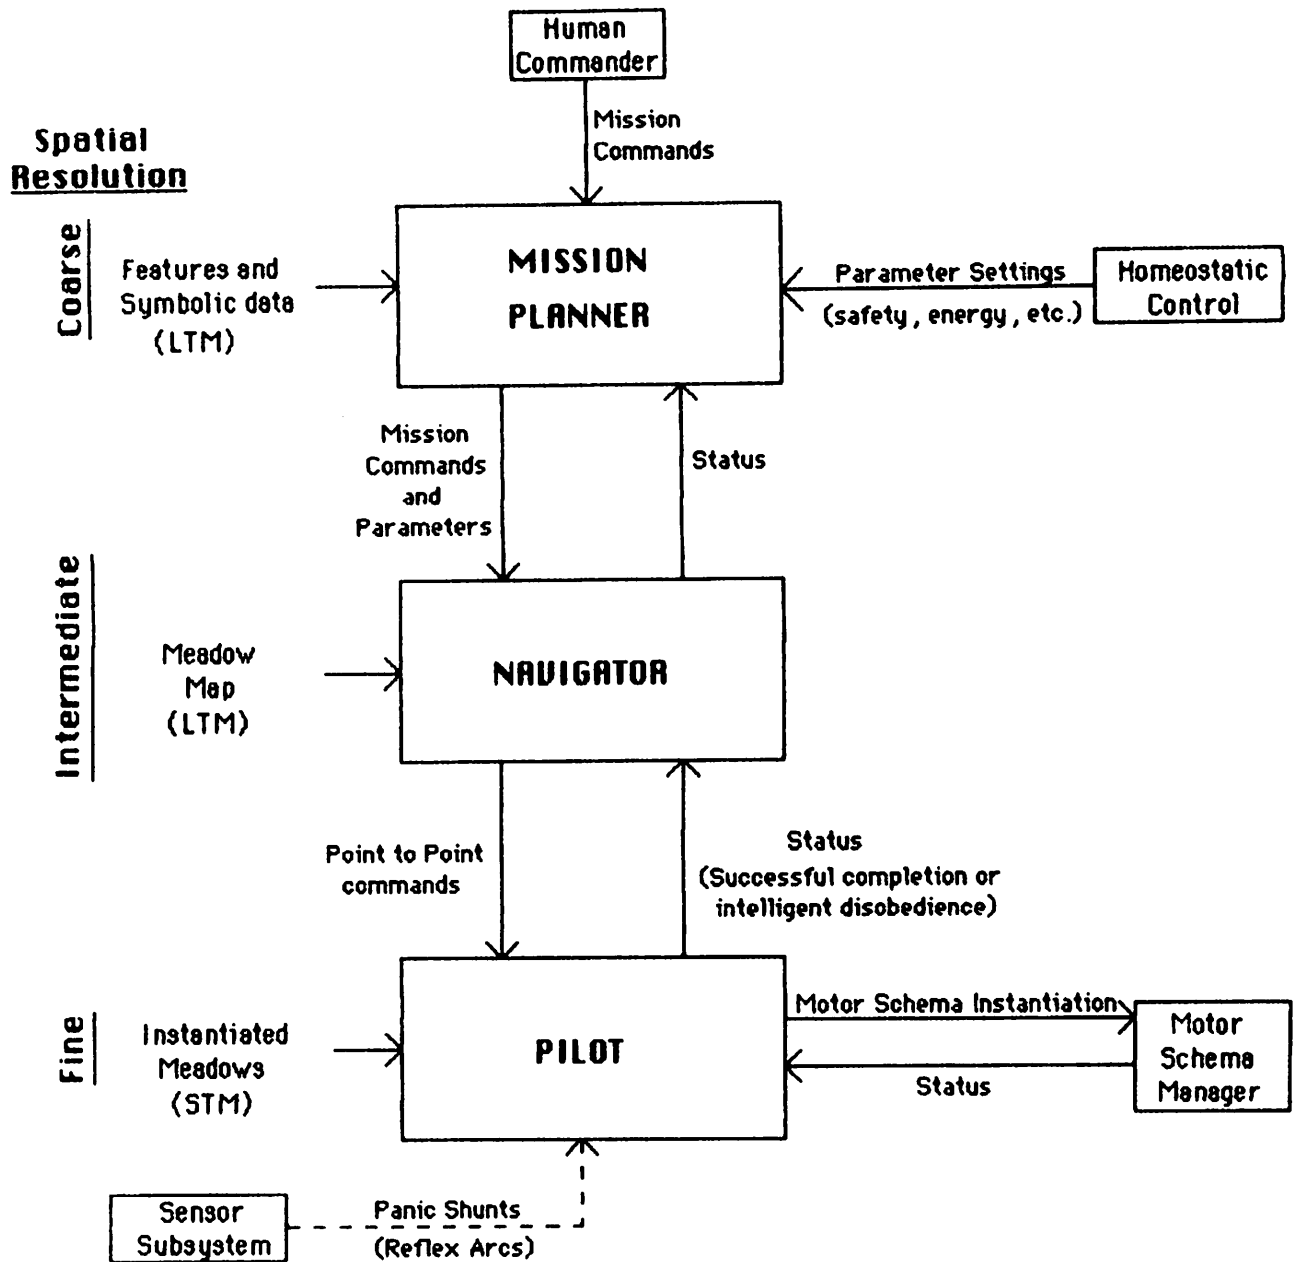 Human
Commander
Mission
Commands
Spatial
Resolution
Coarse
Features and
Symbolic data
(LTM)
MISSION
PLANNER
Parameter Settings
(safety, energy, etc.)
Homeostatic
Control
Mission
Commands
and
Parameters
Status
Intermediate
Meadow
Map
(LTM)
NAVIGATOR
Point to Point
commands
Status
(Successful completion or
intelligent disobedience)
Fine
Instantiated
Meadows
(STM)
PILOT
Motor Schema Instantiation
Status
Motor
Schema
Manager
Sensor
Subsystem
Panic Shunts
(Reflex Arcs)